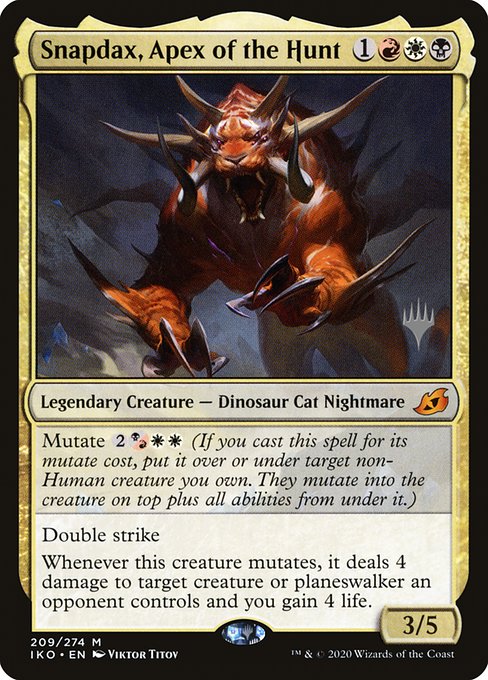 Snapdax, Apex of the Hunt 1
Legendary Creature — Dinosaur Cat Nightmare
Mutate 2 (If you cast this spell for its
mutate cost, put it over or under target non-
Human creature you own. They mutate into the
creature on top plus all abilities from under it.)
Double strike
Whenever this creature mutates, it deals 4
damage to target creature or planeswalker an
opponent controls and you gain 4 life.
3/5
209/274 M
IKO • EN Viktor Titov
™ & © 2020 Wizards of the Coast